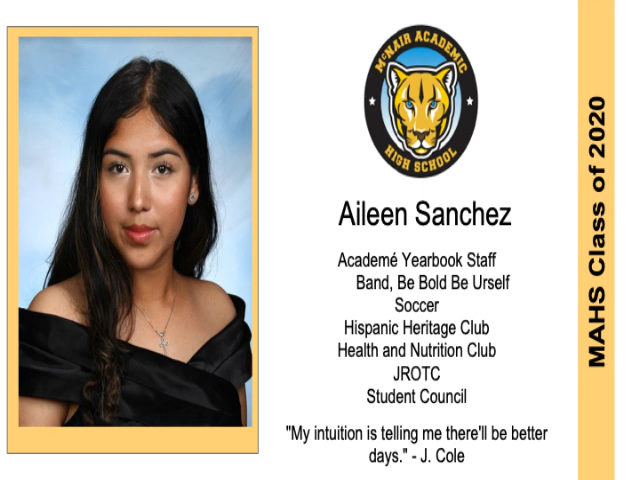 McNAIR ACADEMIC
HIGH SCHOOL
Aileen Sanchez
Academé Yearbook Staff
Band, Be Bold Be Urself
Soccer
Hispanic Heritage Club
Health and Nutrition Club
JROTC
Student Council
"My intuition is telling me there'll be better
days." - J. Cole
MAHS Class of 2020